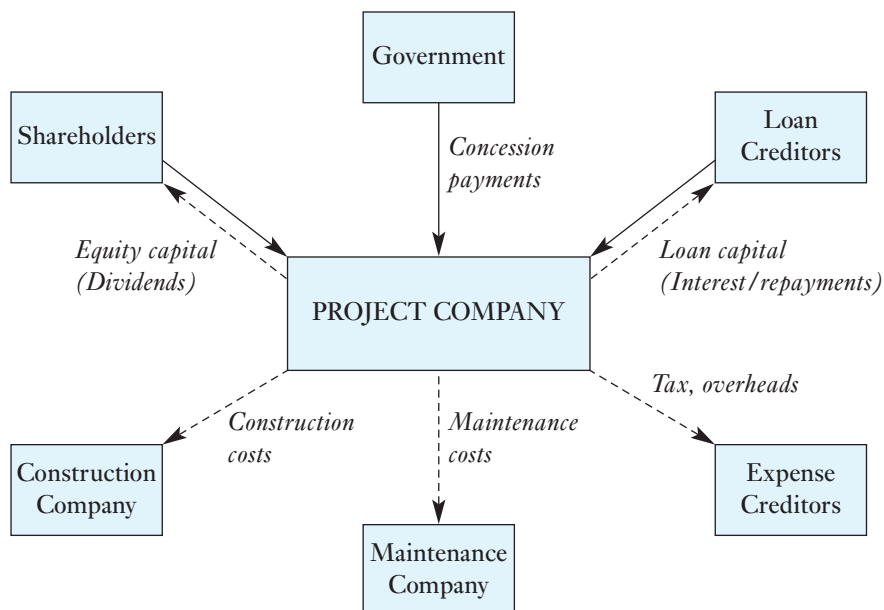 Government
Shareholders
Loan
Creditors
Concession
payments
Equity capital
(Dividends)
Loan capital
(Interest/repayments)
PROJECT COMPANY
Tax, overheads
Construction
costs
Maintenance
costs
Construction
Company
Expense
Creditors
Maintenance
Company